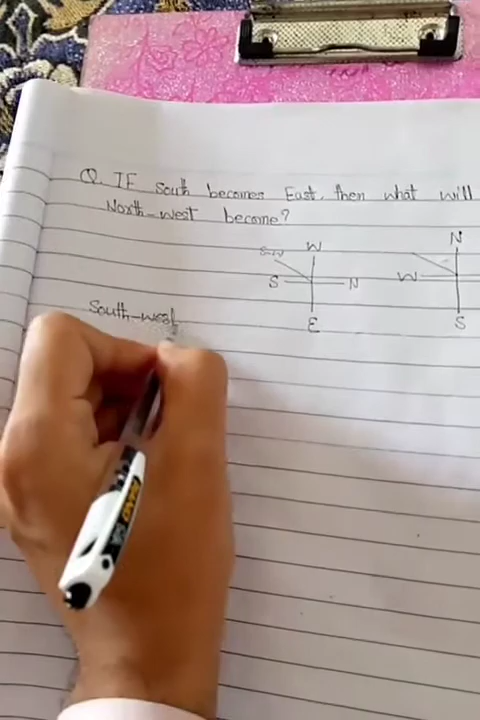 Q. IF South becomes East, then what will
North-west become?
S-W W N
S N W
South-west
E S